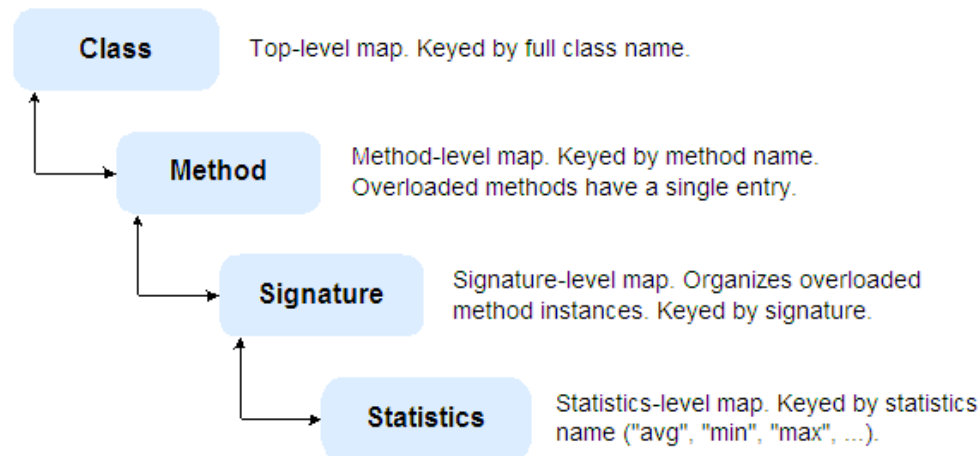 Class
Top-level map. Keyed by full class name.
Method
Method-level map. Keyed by method name.
Overloaded methods have a single entry.
Signature
Signature-level map. Organizes overloaded
method instances. Keyed by signature.
Statistics
Statistics-level map. Keyed by statistics
name ("avg", "min", "max", ...).